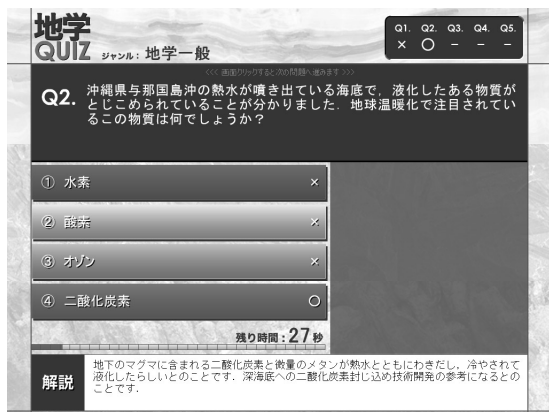 地学
QUIZ ジャンル：地学一般
Q1. Q2. Q3. Q4. Q5.
× ○ − − −
<<< 画面クリックすると次の問題へ進みます >>>
Q2. 沖縄県与那国島沖の熱水が噴き出ている海底で，液化したある物質が
とじこめられていることが分かりました．地球温暖化で注目されてい
るこの物質は何でしょうか？
① 水素 ×
② 酸素 ×
③ オゾン ×
④ 二酸化炭素 ○
残り時間：27秒
解説
地下のマグマに含まれる二酸化炭素と微量のメタンが熱水とともにわきだし，冷やされて
液化したらしいとのことです．深海底への二酸化炭素封じ込め技術開発の参考になるとの
ことです．